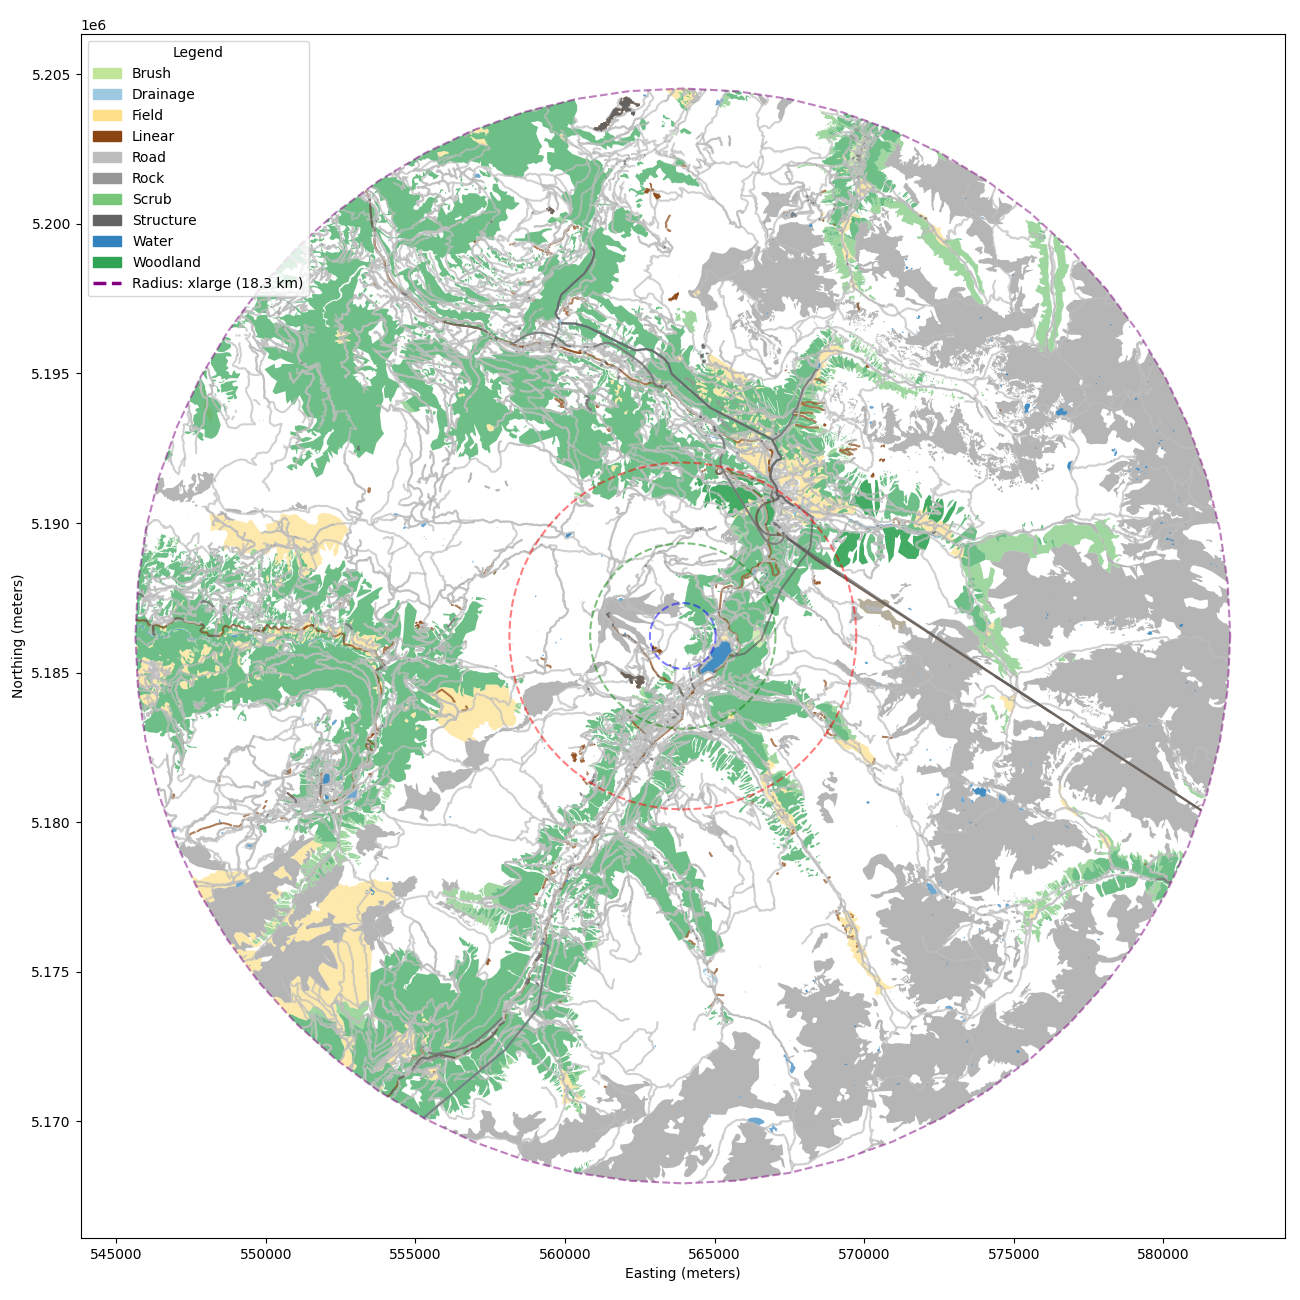 1e6
Legend
Brush
Drainage
Field
Linear
Road
Rock
Scrub
Structure
Water
Woodland
Radius: xlarge (18.3 km)
5.205
5.200
5.195
5.190
5.185
5.180
5.175
5.170
Northing (meters)
545000 550000 555000 560000 565000 570000 575000 580000
Easting (meters)